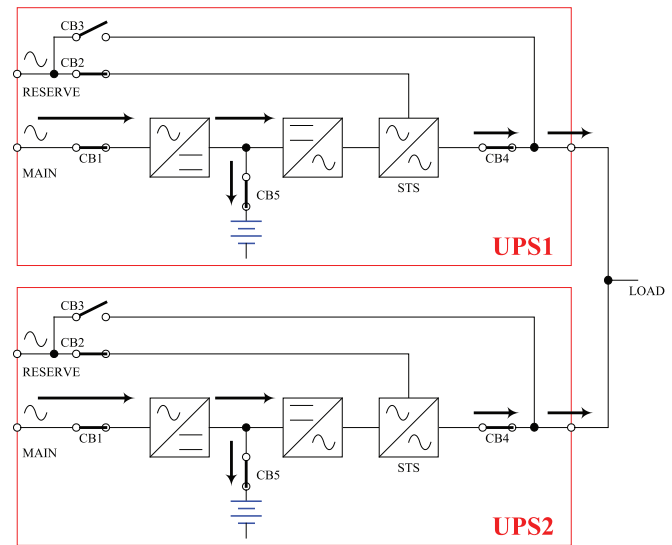 CB3
CB2
RESERVE
MAIN
CB1
CB5
STS
CB4
UPS1
LOAD
CB3
CB2
RESERVE
MAIN
CB1
CB5
STS
CB4
UPS2